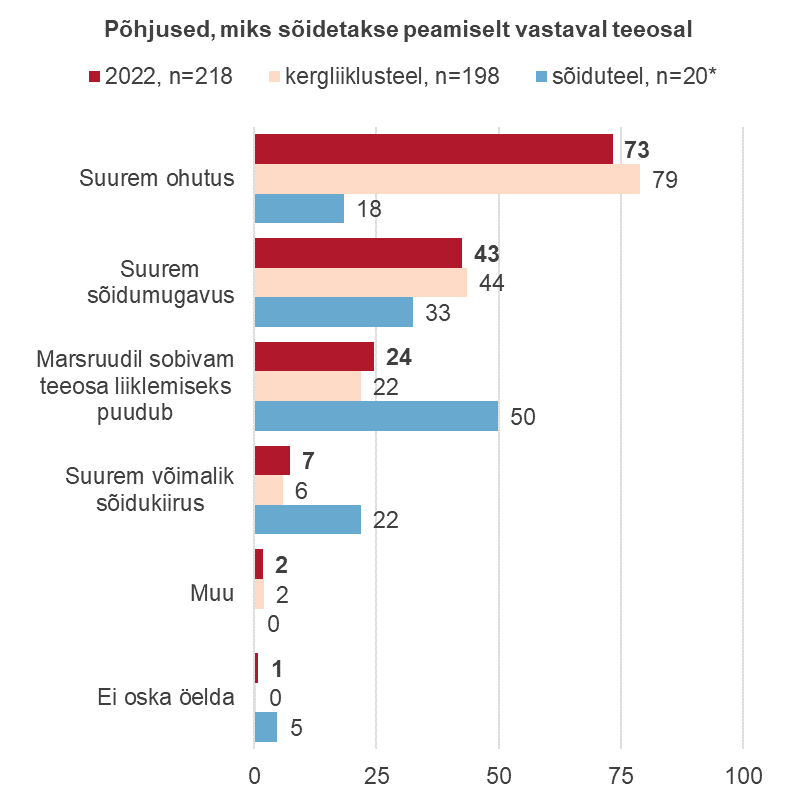 Põhjused, miks sõidetakse peamiselt vastaval teeosal
2022, n=218 kergliiklusteel, n=198 sõiduteel, n=20*
Suurem ohutus
73
79
18
Suurem
sõidumugavus
43
44
33
Marsruudil sobivam
teeosa liiklemiseks
puudub
24
22
50
Suurem võimalik
sõidukiirus
7
6
22
Muu
2
2
0
Ei oska öelda
1
0
5
0 25 50 75 100